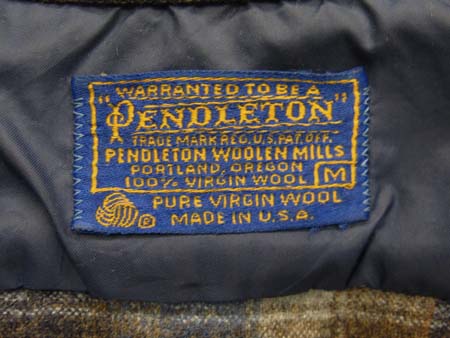 WARRANTED TO BE A
"PENDLETON"
TRADE MARK REG. U.S. PAT. OFF.
PENDLETON WOOLEN MILLS
PORTLAND, OREGON
100% VIRGIN WOOL M
PURE VIRGIN WOOL
® MADE IN U.S.A.